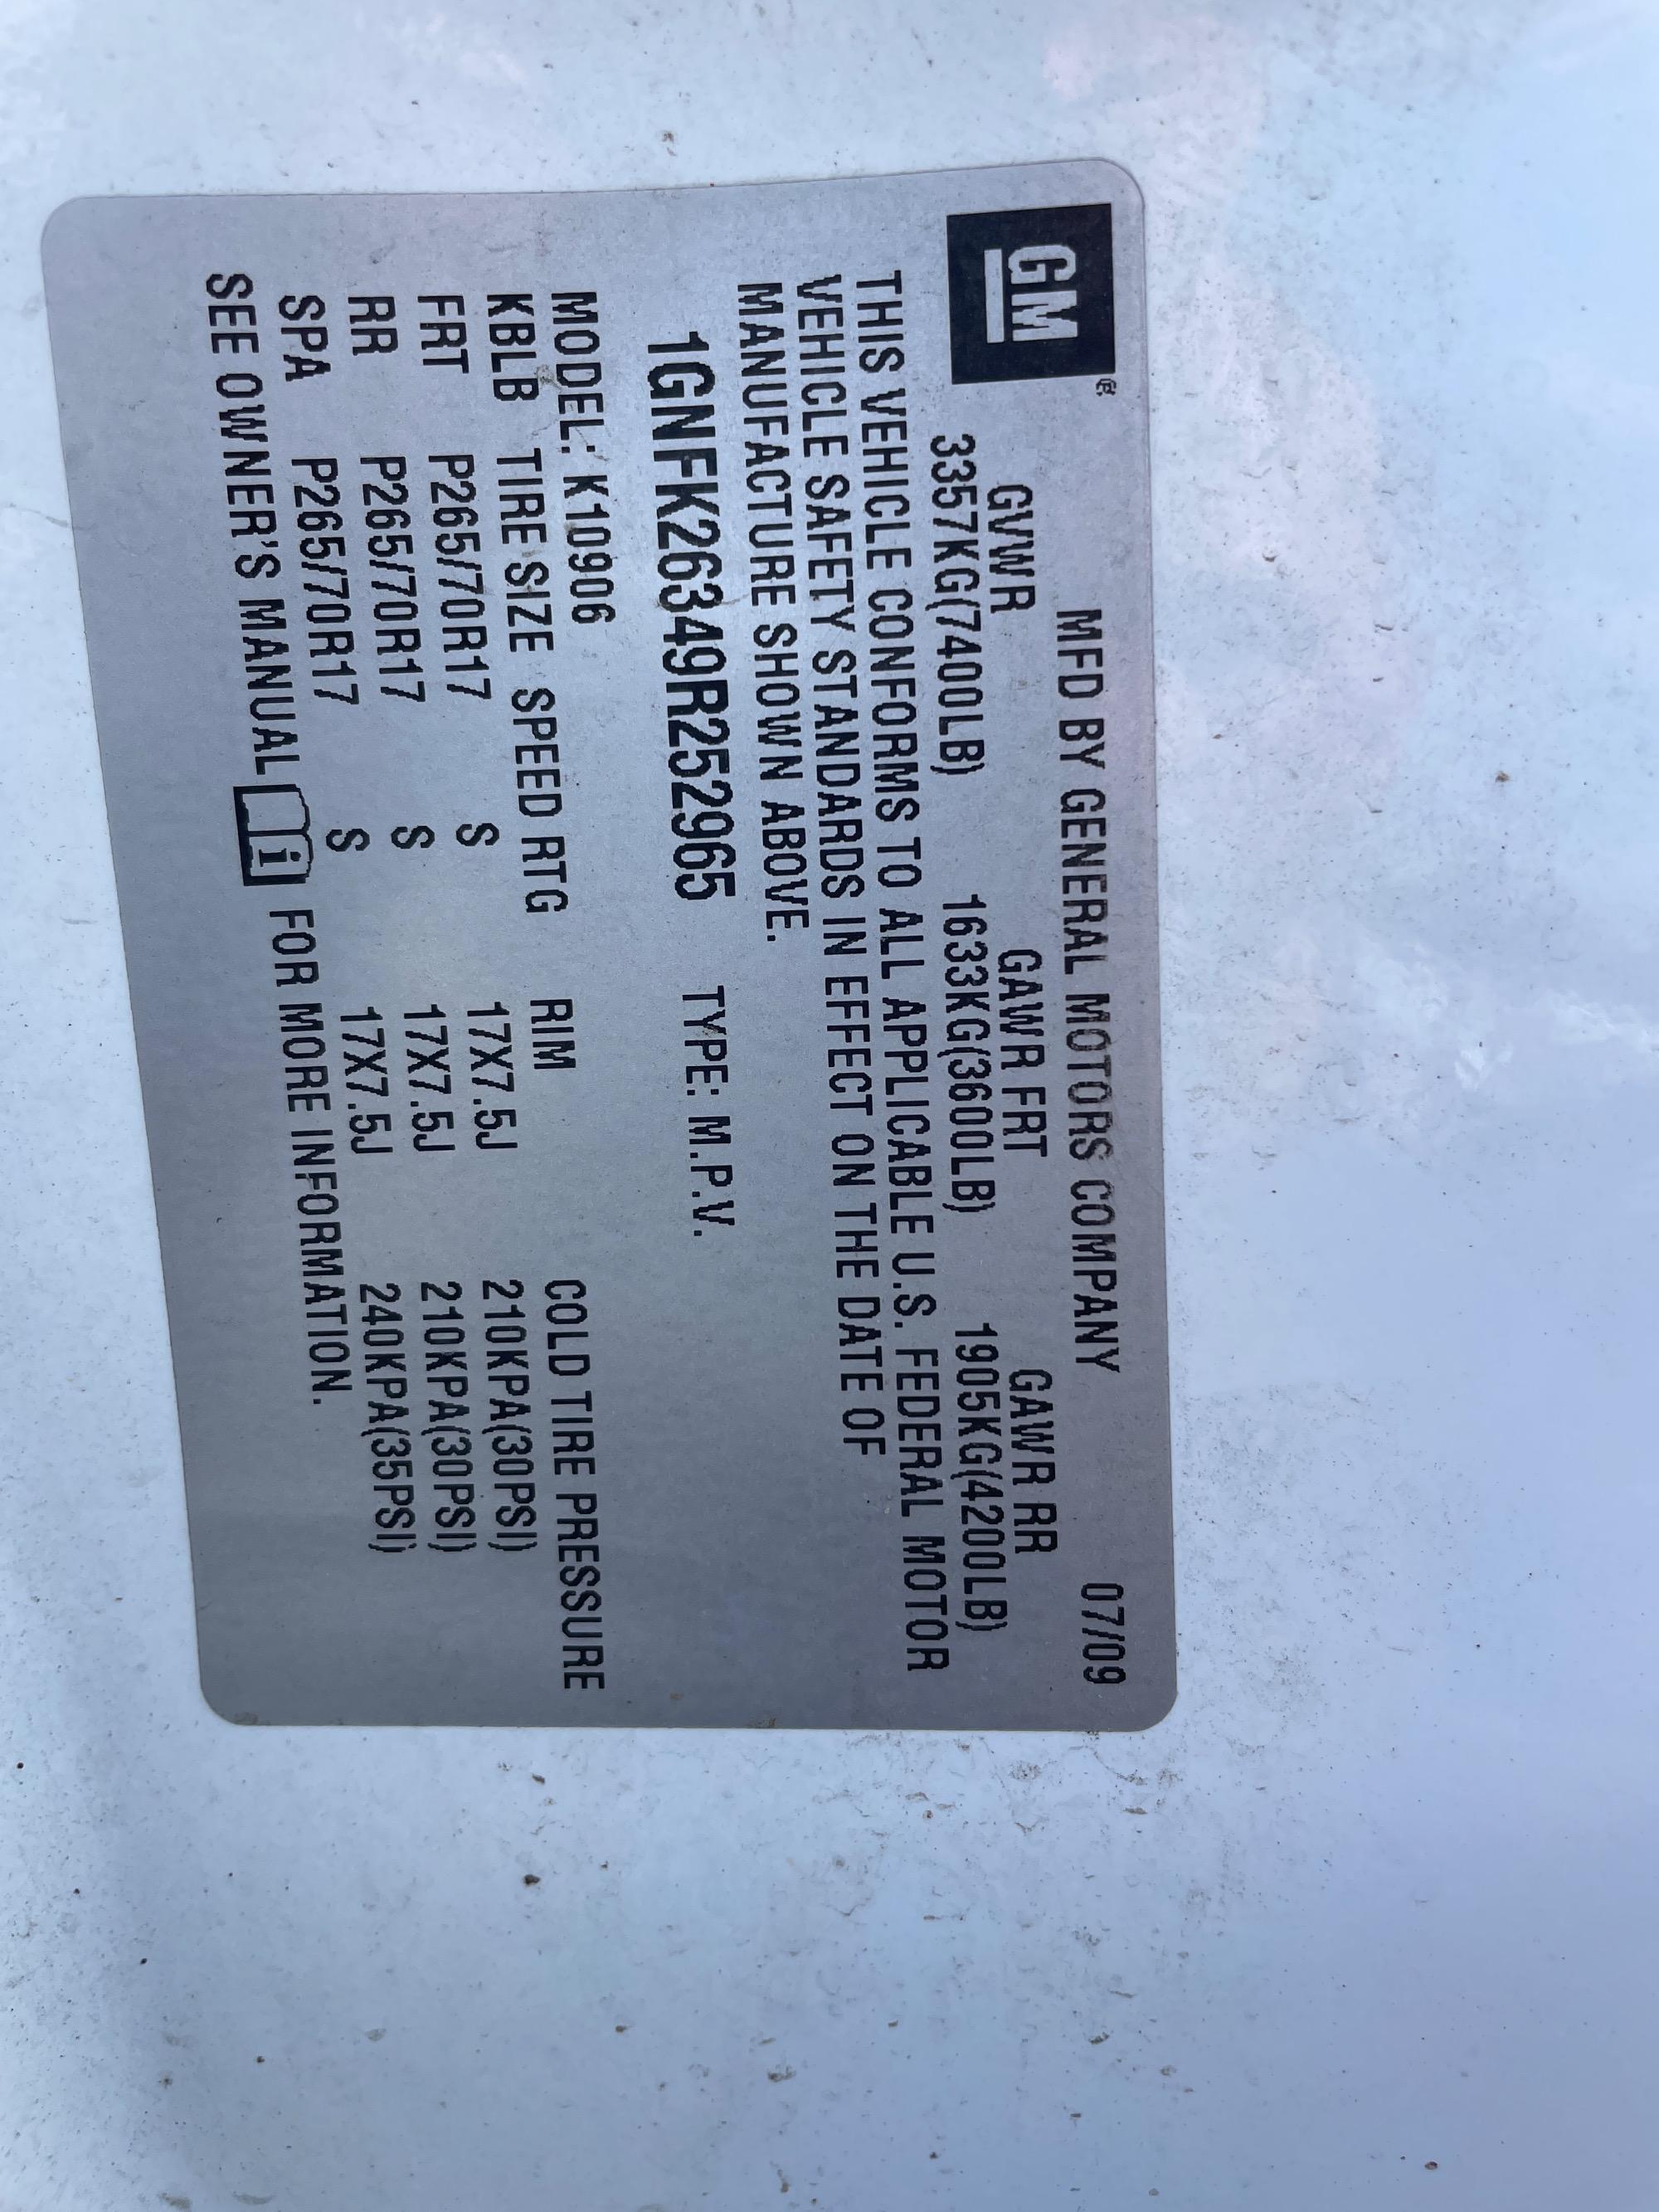 GM®
MFD BY GENERAL MOTORS COMPANY 07/09
GVWR GAWR FRT GAWR RR
3357KG(7400LB) 1633KG(3600LB) 1905KG(4200LB)
THIS VEHICLE CONFORMS TO ALL APPLICABLE U.S. FEDERAL MOTOR
VEHICLE SAFETY STANDARDS IN EFFECT ON THE DATE OF
MANUFACTURE SHOWN ABOVE.
1GNFK26349R252965 TYPE: M.P.V.
MODEL: K10906
KBLB TIRE SIZE SPEED RTG RIM COLD TIRE PRESSURE
FRT P265/70R17 S 17X7.5J 210KPA(30PSI)
RR P265/70R17 S 17X7.5J 210KPA(30PSI)
SPA P265/70R17 S 17X7.5J 240KPA(35PSI)
SEE OWNER'S MANUAL i FOR MORE INFORMATION.